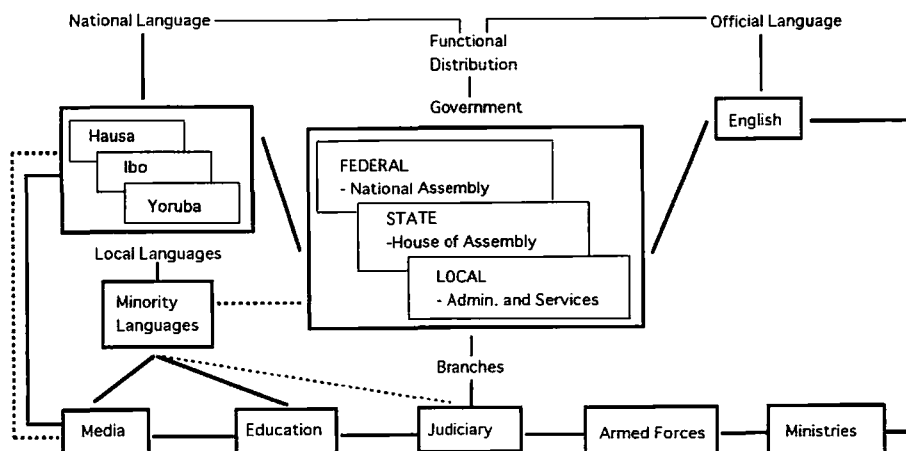 National Language
Official Language
Functional
Distribution
Government
Hausa
Ibo
Yoruba
English
FEDERAL
- National Assembly
STATE
-House of Assembly
LOCAL
- Admin. and Services
Local Languages
Minority
Languages
Branches
Media
Education
Judiciary
Armed Forces
Ministries